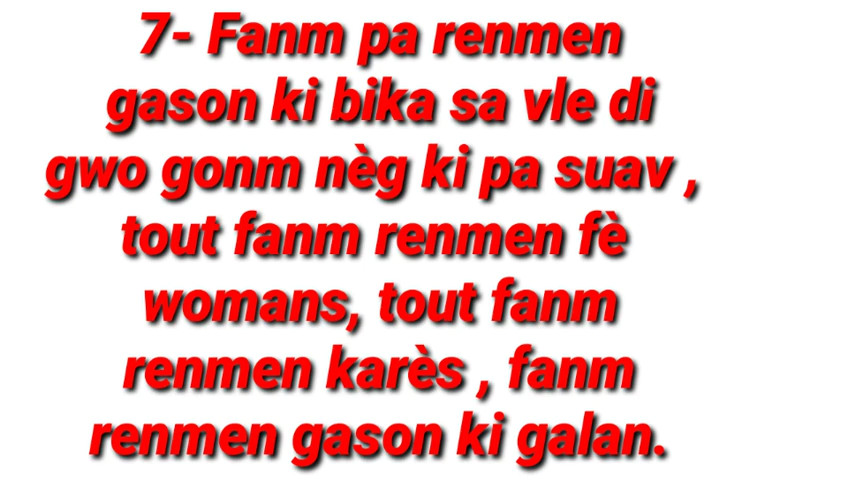 7- Fanm pa renmen
gason ki bika sa vle di
gwo gonm nèg ki pa suav ,
tout fanm renmen fè
womans, tout fanm
renmen karès , fanm
renmen gason ki galan.